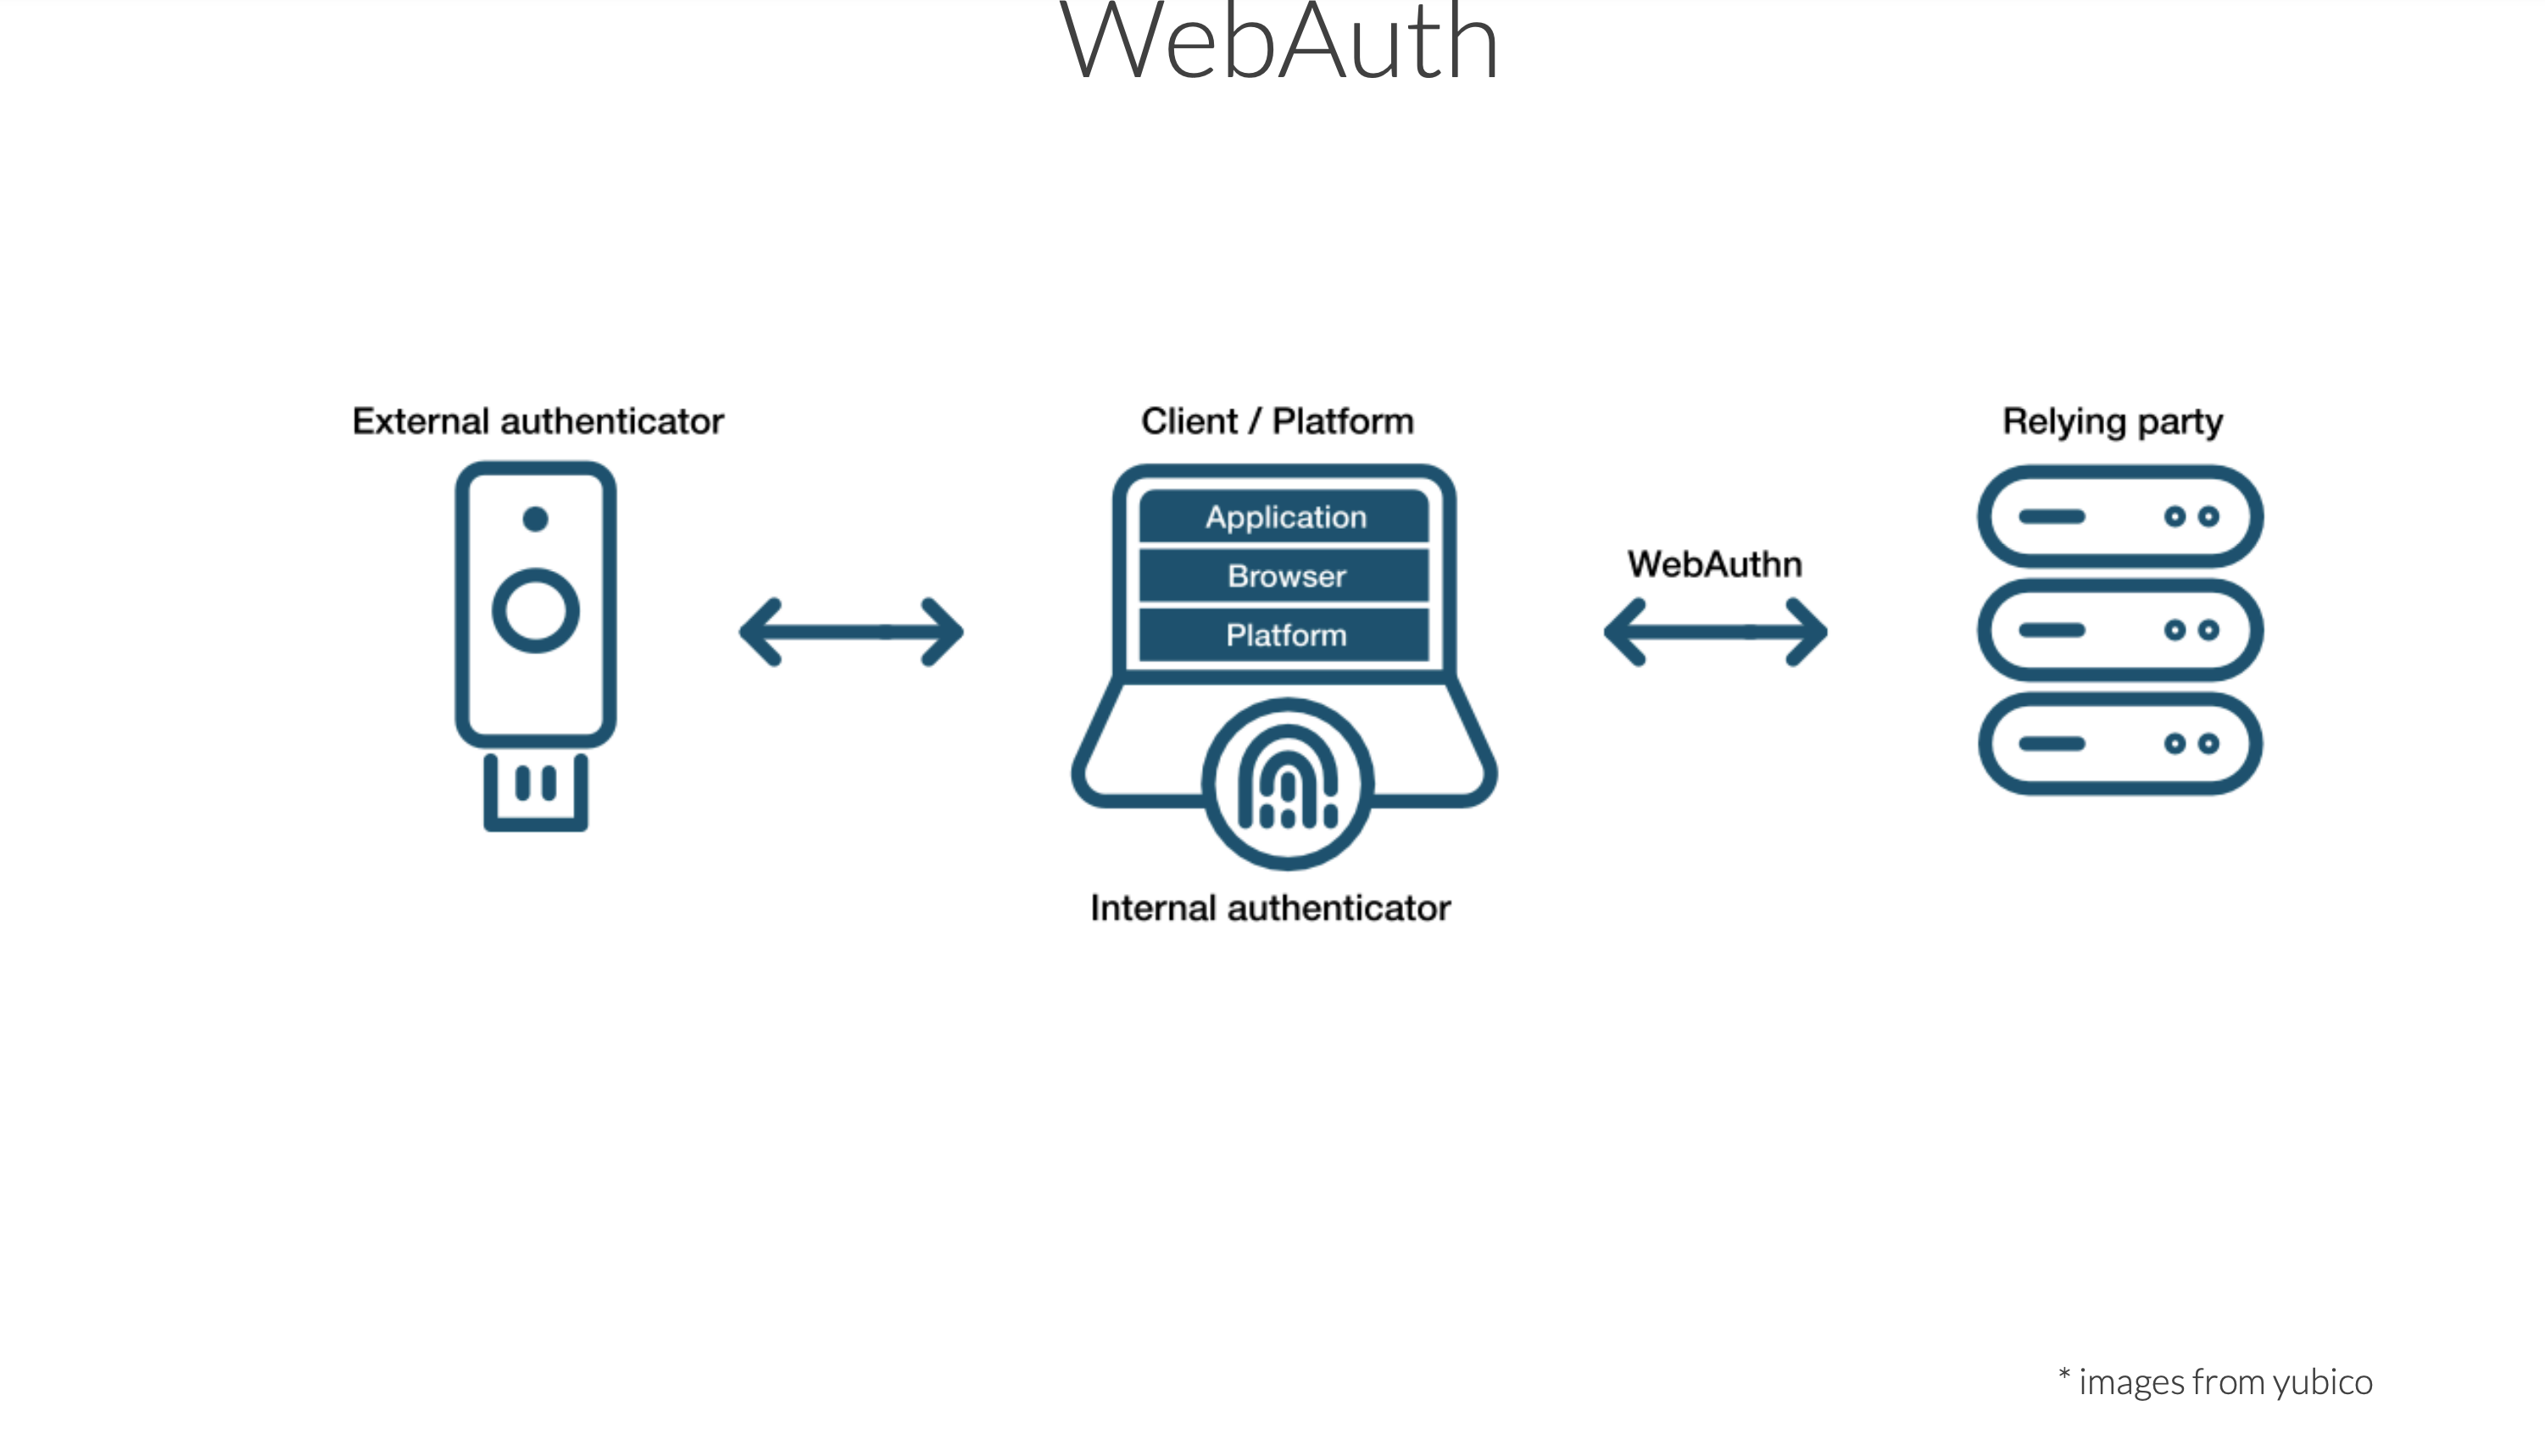 WebAuth
External authenticator
Client / Platform
Relying party
Application
Browser
Platform
WebAuthn
Internal authenticator
* images from yubico